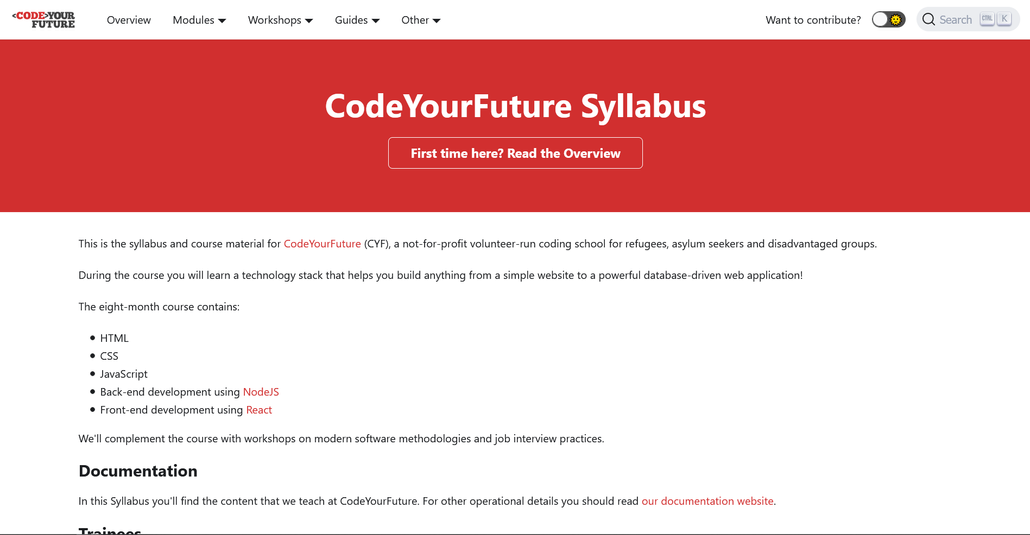 <CODE>YOUR
FUTURE
Overview
Modules
Workshops
Guides
Other
Want to contribute?
Search
CTRL
K
CodeYourFuture Syllabus
First time here? Read the Overview
This is the syllabus and course material for CodeYourFuture (CYF), a not-for-profit volunteer-run coding school for refugees, asylum seekers and disadvantaged groups.
During the course you will learn a technology stack that helps you build anything from a simple website to a powerful database-driven web application!
The eight-month course contains:
HTML
CSS
JavaScript
Back-end development using NodeJS
Front-end development using React
We'll complement the course with workshops on modern software methodologies and job interview practices.
Documentation
In this Syllabus you'll find the content that we teach at CodeYourFuture. For other operational details you should read our documentation website.
Trainees